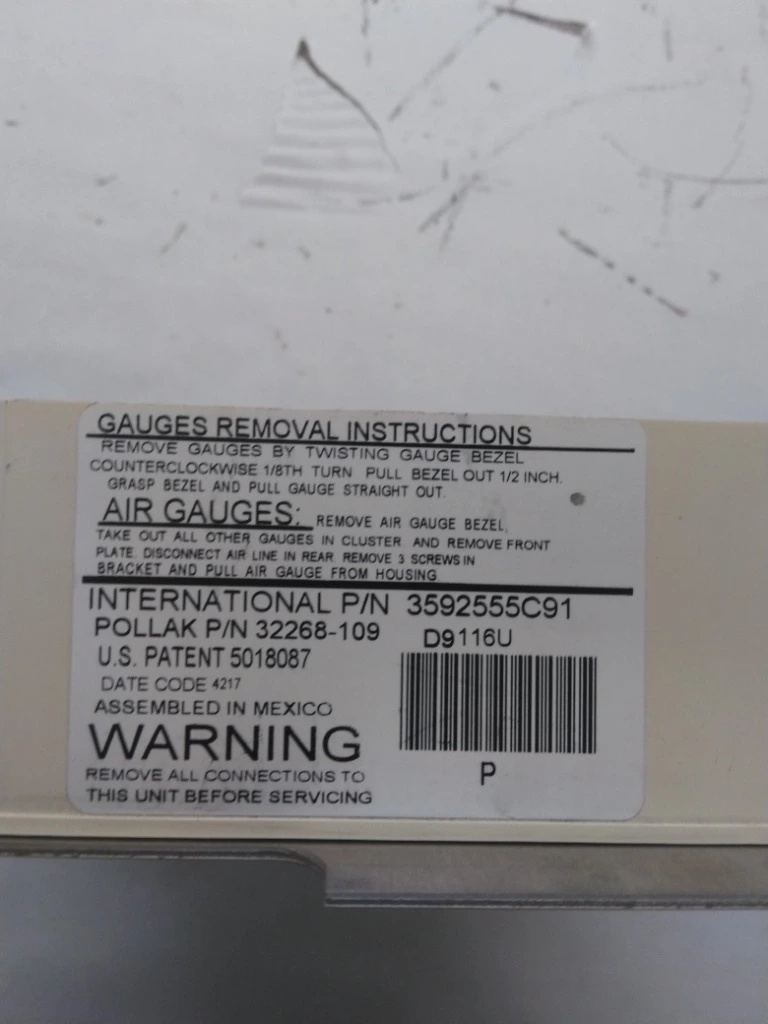 GAUGES REMOVAL INSTRUCTIONS
REMOVE GAUGES BY TWISTING GAUGE BEZEL
COUNTERCLOCKWISE 1/8TH TURN PULL BEZEL OUT 1/2 INCH.
GRASP BEZEL AND PULL GAUGE STRAIGHT OUT.
AIR GAUGES: REMOVE AIR GAUGE BEZEL,
TAKE OUT ALL OTHER GAUGES IN CLUSTER AND REMOVE FRONT
PLATE. DISCONNECT AIR LINE IN REAR REMOVE 3 SCREWS IN
BRACKET AND PULL AIR GAUGE FROM HOUSING
INTERNATIONAL P/N 3592555C91
POLLAK P/N 32268-109 D9116U
U.S. PATENT 5018087
DATE CODE 4217
ASSEMBLED IN MEXICO
WARNING
REMOVE ALL CONNECTIONS TO
THIS UNIT BEFORE SERVICING
P